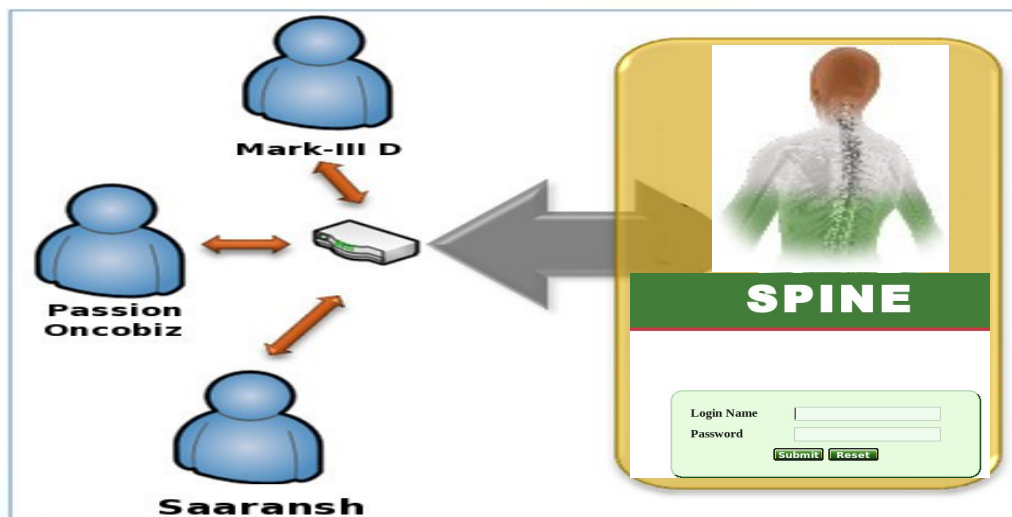 Mark-III D
Passion
Oncobiz
Saaransh
SPINE
Login Name
Password
Submit Reset